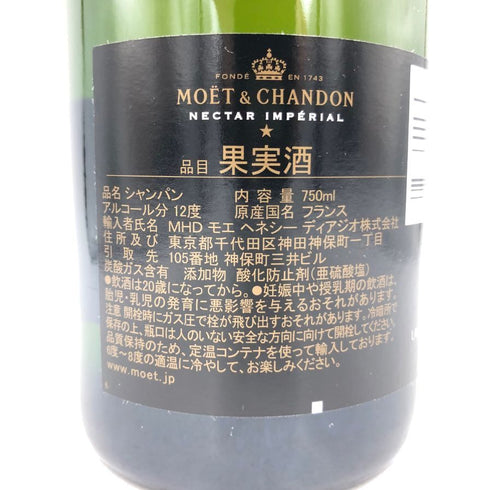 FONDÉ EN 1743
MOËT & CHANDON
NECTAR IMPÉRIAL
品目 果実酒
品名 シャンパン 内容量 750ml
アルコール分 12度 原産国名 フランス
輸入者氏名 MHD モエ ヘネシー ディアジオ株式会社
住所及び 東京都千代田区神田神保町一丁目
引取先 105番地 神保町三井ビル
炭酸ガス含有 添加物 酸化防止剤(亜硫酸塩)
●飲酒は20歳になってから。●妊娠中や授乳期の飲酒は、
胎児・乳児の発育に悪影響を与えるおそれがあります。
注意 開栓時にガス圧で栓が飛び出すおそれがあります。冷暗所で
保存の上、瓶口は人のいない安全な方向に向けて開栓してください。
品質保持のため、定温コンテナを使って輸入しております。
6度〜8度の適温に冷やして、お楽しみください。
www.moet.jp